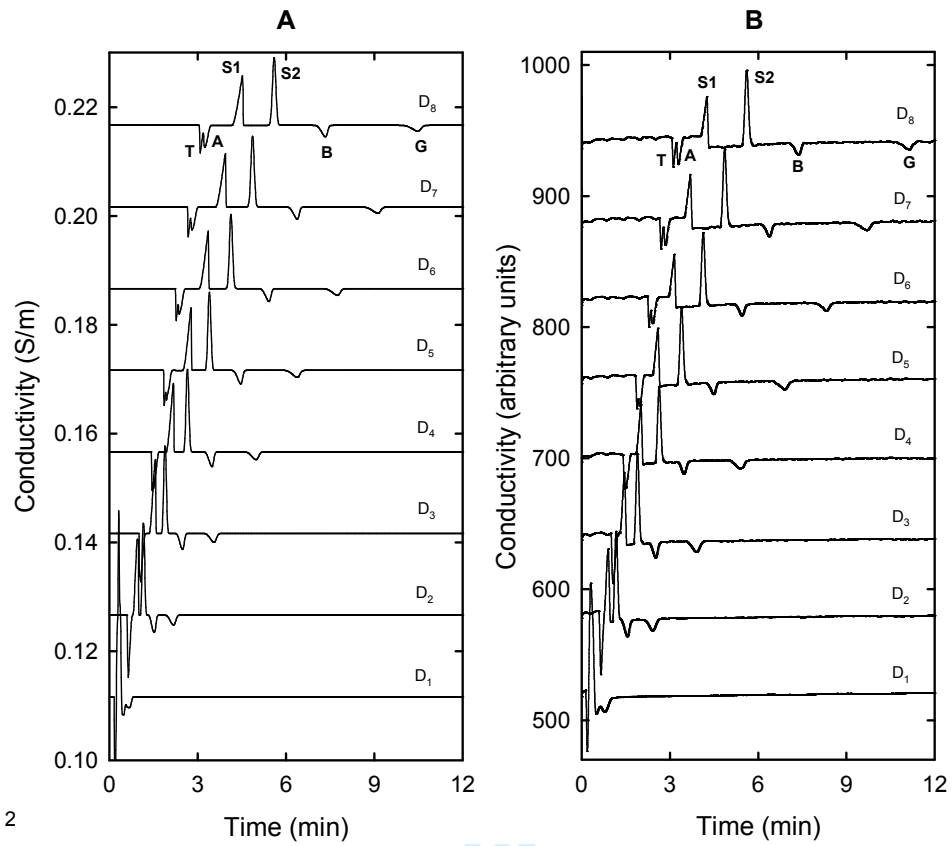 A
B
Conductivity (S/m)
0.22
0.20
0.18
0.16
0.14
0.12
0.10
S1
S2
T
A
B
G
D₈
D₇
D₆
D₅
D₄
D₃
D₂
D₁
0 3 6 9 12
Time (min)
Conductivity (arbitrary units)
1000
900
800
700
600
500
S1
S2
T
A
B
G
D₈
D₇
D₆
D₅
D₄
D₃
D₂
D₁
0 3 6 9 12
Time (min)
2